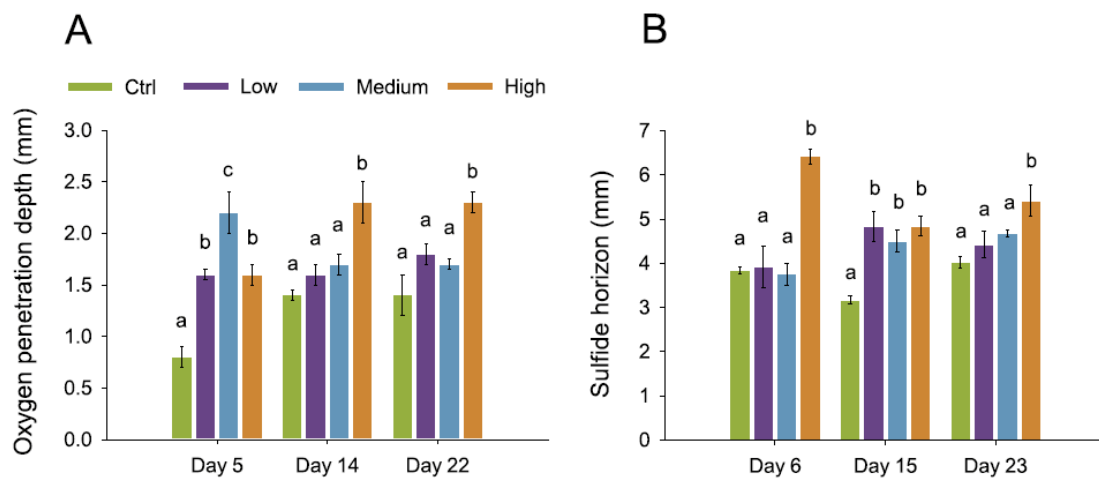 A
B
Ctrl Low Medium High
Oxygen penetration depth (mm)
3.0
2.5
2.0
1.5
1.0
0.5
0.0
a b c b
a a a b
a a a b
Day 5 Day 14 Day 22
Sulfide horizon (mm)
7
6
5
4
3
2
1
0
a a a b
a b b b
a a a b
Day 6 Day 15 Day 23